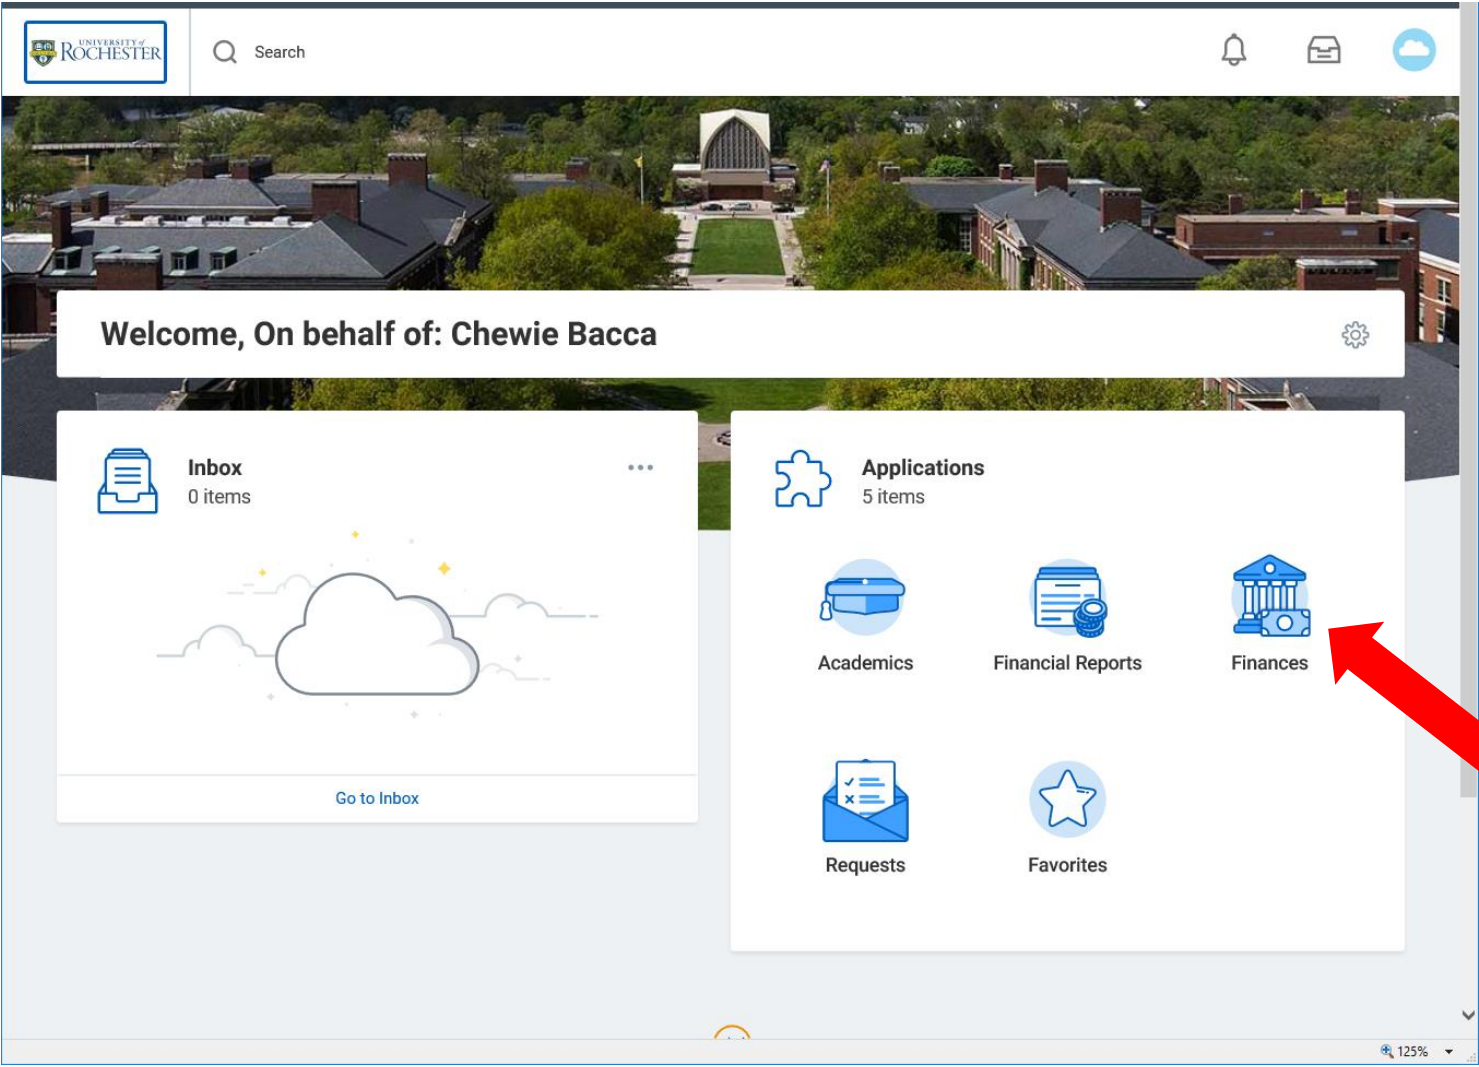 UNIVERSITY of
ROCHESTER
Search
Welcome, On behalf of: Chewie Bacca
Inbox
0 items
Go to Inbox
Applications
5 items
Academics
Financial Reports
Finances
Requests
Favorites
125%